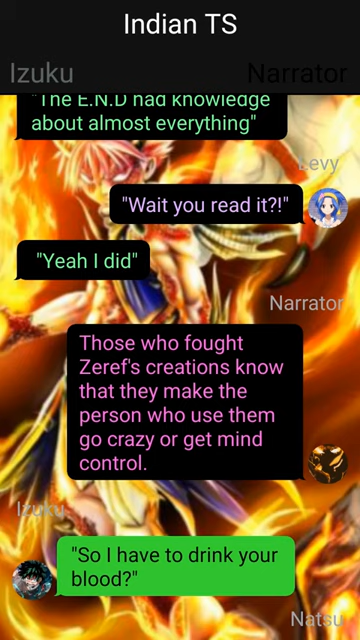 Indian TS
Izuku
Narrator
"The E.N.D had knowledge
about almost everything"
Levy
"Wait you read it?!"
"Yeah I did"
Narrator
Those who fought
Zeref's creations know
that they make the
person who use them
go crazy or get mind
control.
Izuku
"So I have to drink your
blood?"
Natsu